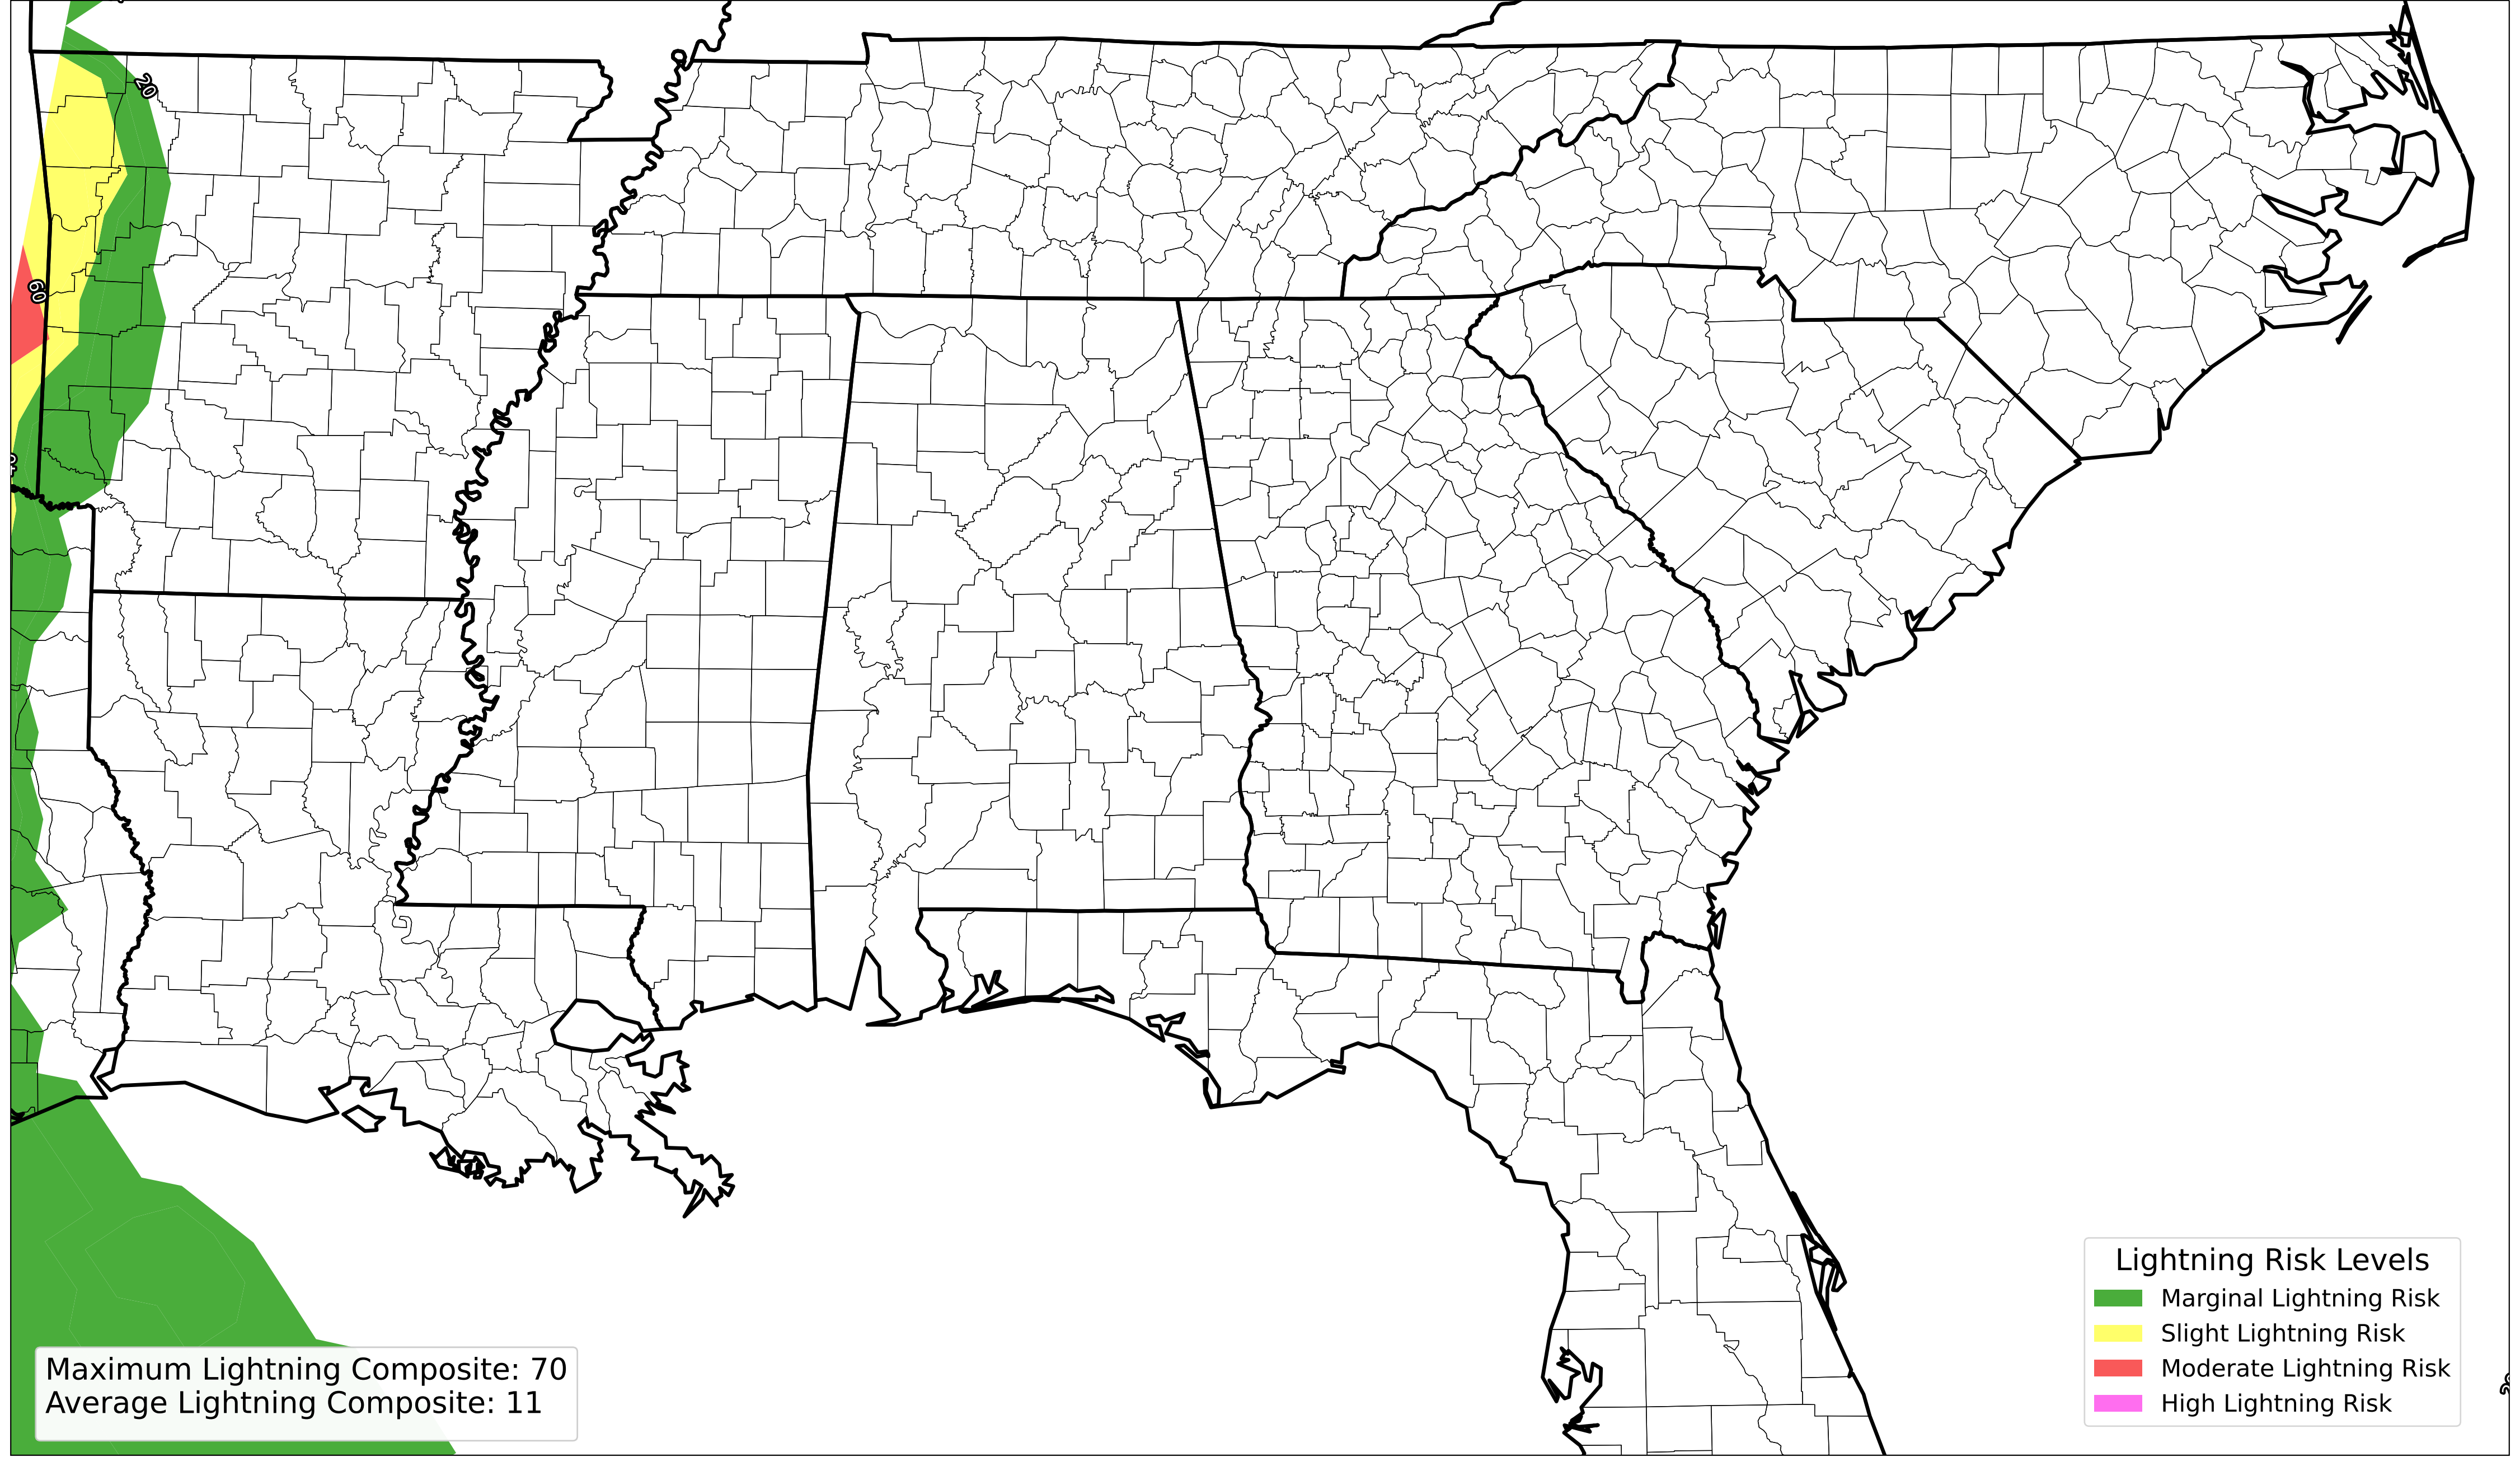 20
60
Maximum Lightning Composite: 70
Average Lightning Composite: 11
Lightning Risk Levels
Marginal Lightning Risk
Slight Lightning Risk
Moderate Lightning Risk
High Lightning Risk